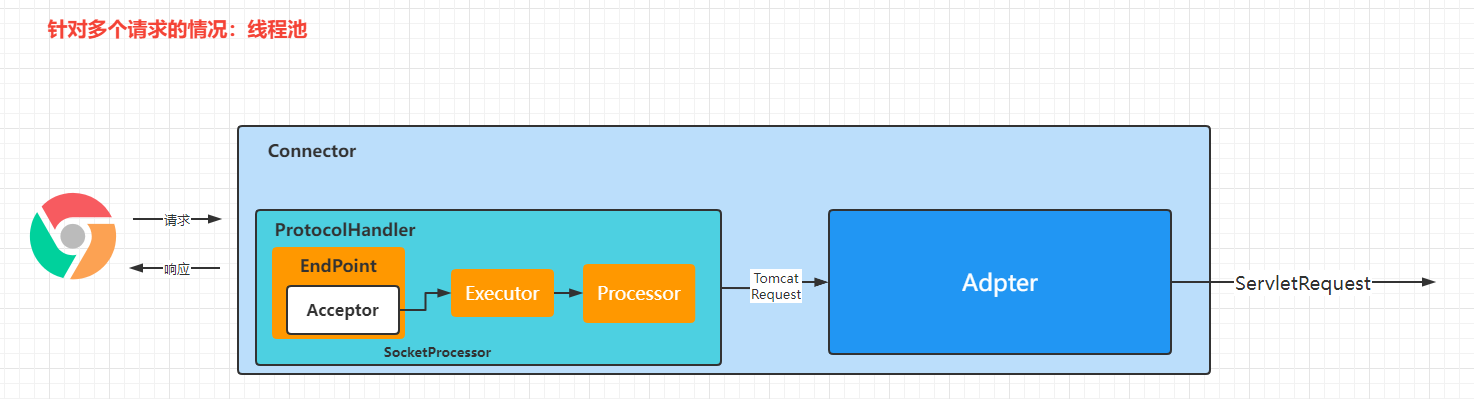 针对多个请求的情况：线程池
Connector
请求
响应
ProtocolHandler
EndPoint
Acceptor
Executor
Processor
SocketProcessor
Tomcat
Request
Adpter
ServletRequest